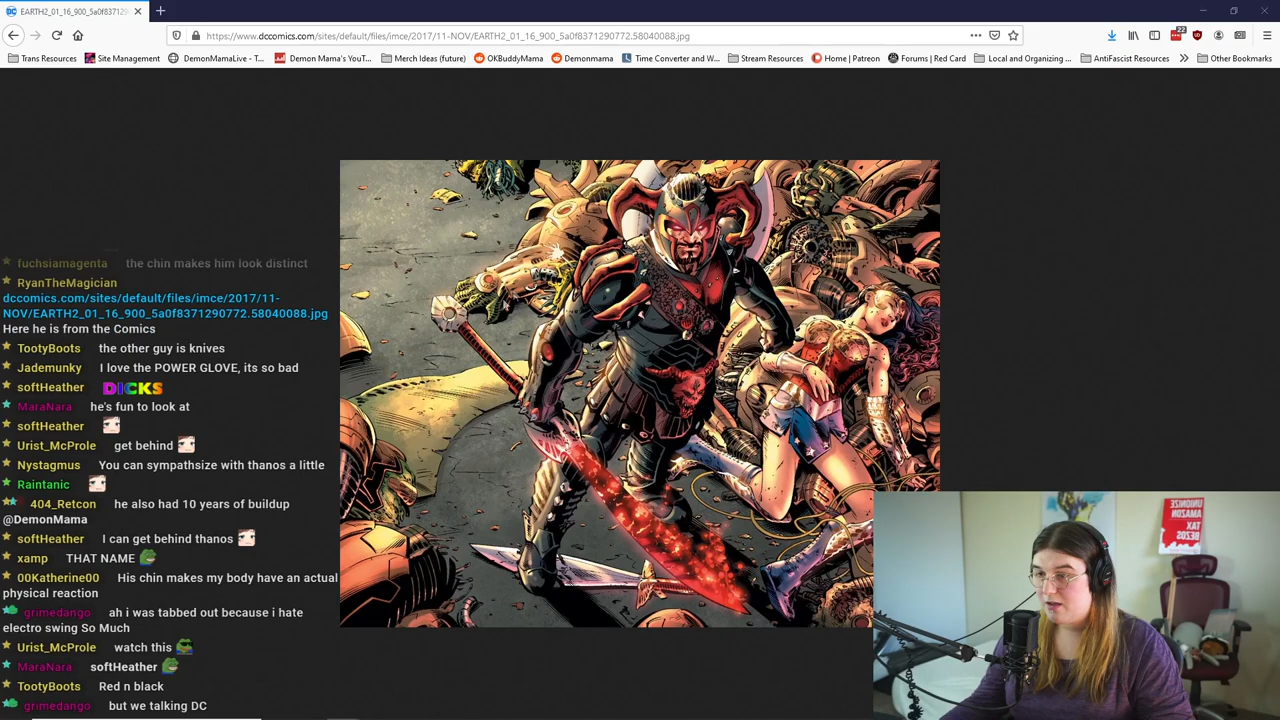 EARTH2_01_16_900_5a0f8371290
https://www.dccomics.com/sites/default/files/imce/2017/11-NOV/EARTH2_01_16_900_5a0f8371290772.58040088.jpg
22
Trans Resources
Site Management
DemonMamaLive - T...
Demon Mama's YouT...
Merch Ideas (future)
OKBuddyMama
Demonmama
Time Converter and W...
Stream Resources
Home | Patreon
Forums | Red Card
Local and Organizing ...
AntiFascist Resources
Other Bookmarks
fuchsiamagenta the chin makes him look distinct
RyanTheMagician
dccomics.com/sites/default/files/imce/2017/11-
NOV/EARTH2_01_16_900_5a0f8371290772.58040088.jpg
Here he is from the Comics
TootyBoots the other guy is knives
Jademunky I love the POWER GLOVE, its so bad
softHeather DICKS
MaraNara he's fun to look at
softHeather
Urist_McProle get behind
Nystagmus You can sympathsize with thanos a little
Raintanic
404_Retcon he also had 10 years of buildup
@DemonMama
softHeather I can get behind thanos
xamp THAT NAME
00Katherine00 His chin makes my body have an actual
physical reaction
grimedango ah i was tabbed out because i hate
electro swing So Much
Urist_McProle watch this
MaraNara softHeather
TootyBoots Red n black
grimedango but we talking DC
UNIONIZE
AMAZON
TAX
BEZOS